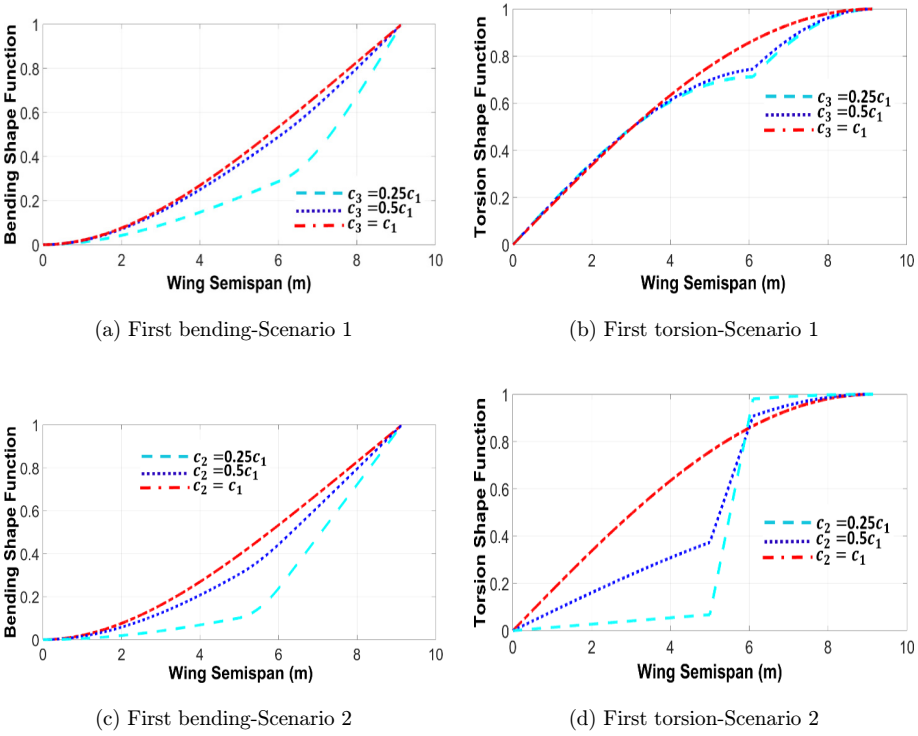 Bending Shape Function
1
0.8
0.6
0.4
0.2
0
0 2 4 6 8 10
Wing Semispan (m)
c₃ =0.25c₁
c₃ =0.5c₁
c₃ = c₁
(a) First bending-Scenario 1
Torsion Shape Function
1
0.8
0.6
0.4
0.2
0
0 2 4 6 8 10
Wing Semispan (m)
c₃ =0.25c₁
c₃ =0.5c₁
c₃ = c₁
(b) First torsion-Scenario 1
Bending Shape Function
1
0.8
0.6
0.4
0.2
0
0 2 4 6 8 10
Wing Semispan (m)
c₂ =0.25c₁
c₂ =0.5c₁
c₂ = c₁
(c) First bending-Scenario 2
Torsion Shape Function
1
0.8
0.6
0.4
0.2
0
0 2 4 6 8 10
Wing Semispan (m)
c₂ =0.25c₁
c₂ =0.5c₁
c₂ = c₁
(d) First torsion-Scenario 2